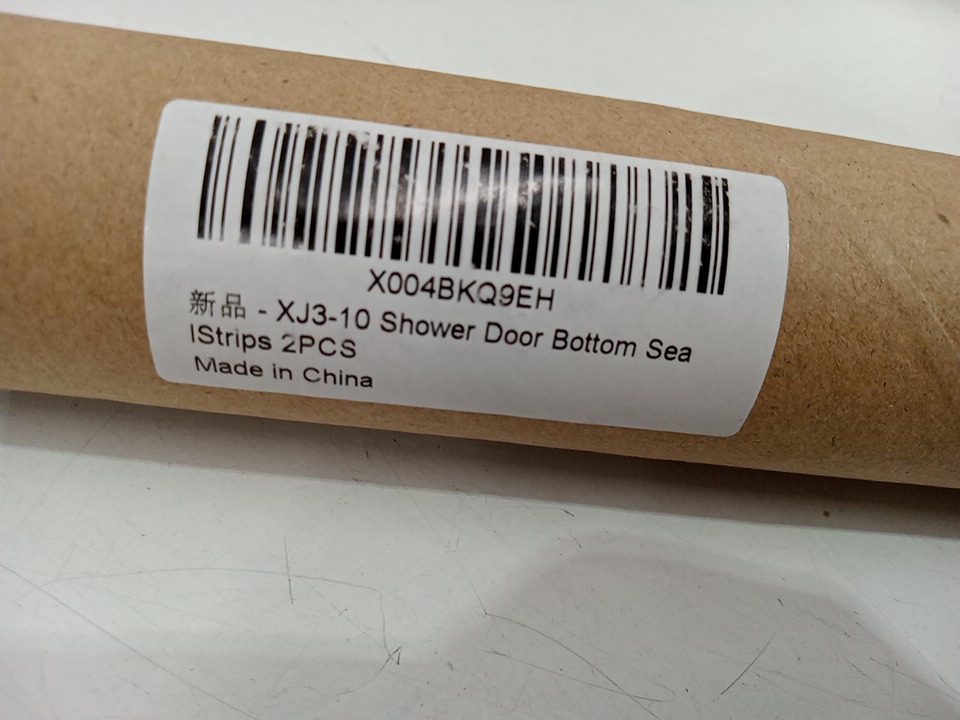 X004BKQ9EH
新品 - XJ3-10 Shower Door Bottom Sea
lStrips 2PCS
Made in China